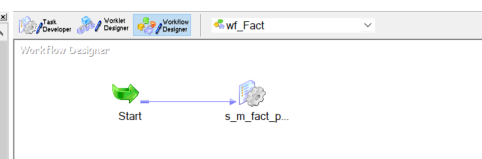 Task Developer
Worklet Designer
Workflow Designer
wf_Fact
Workflow Designer
Start
s_m_fact_p...